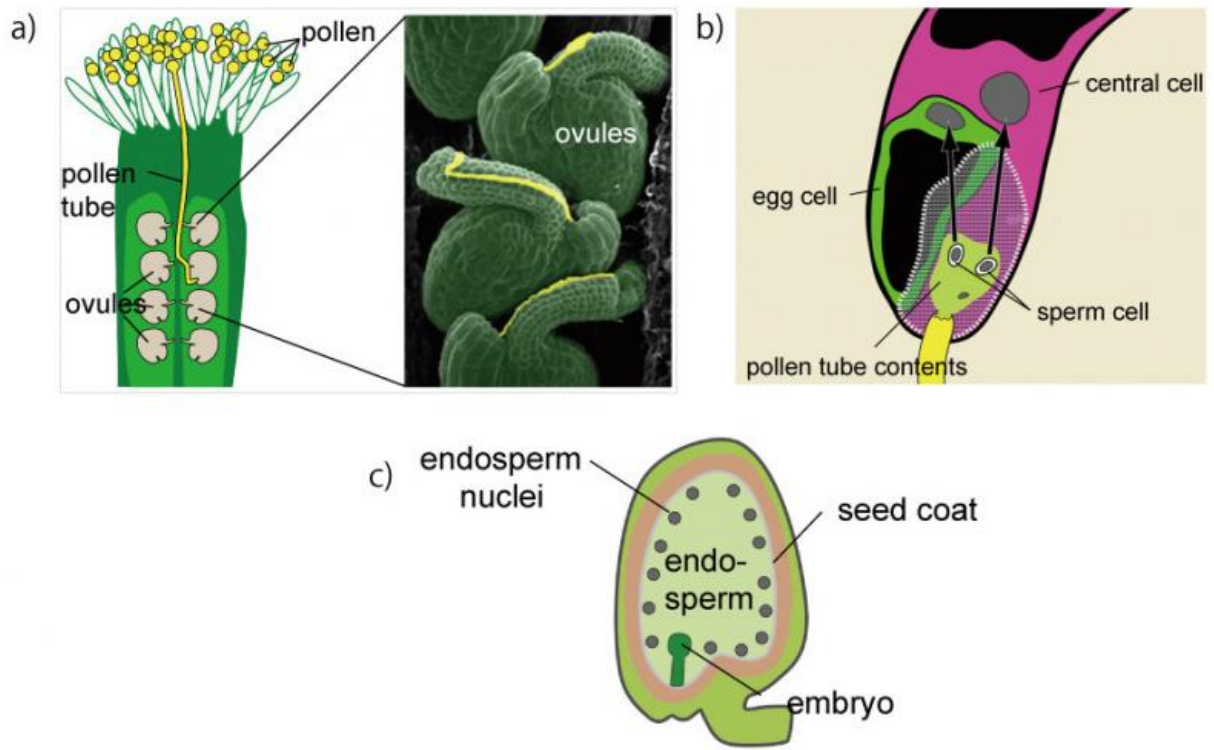 a)
pollen
pollen
tube
ovules
ovules
b)
central cell
egg cell
sperm cell
pollen tube contents
c)
endosperm
nuclei
seed coat
endo-
sperm
embryo